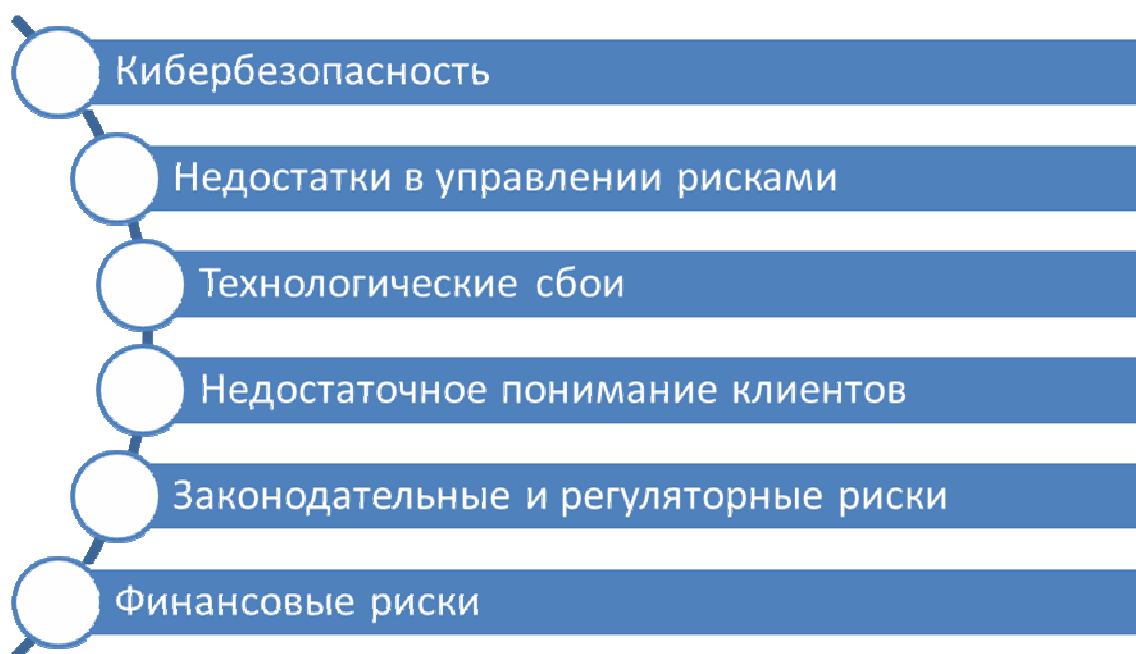 Кибербезопасность
Недостатки в управлении рисками
Технологические сбои
Недостаточное понимание клиентов
Законодательные и регуляторные риски
Финансовые риски